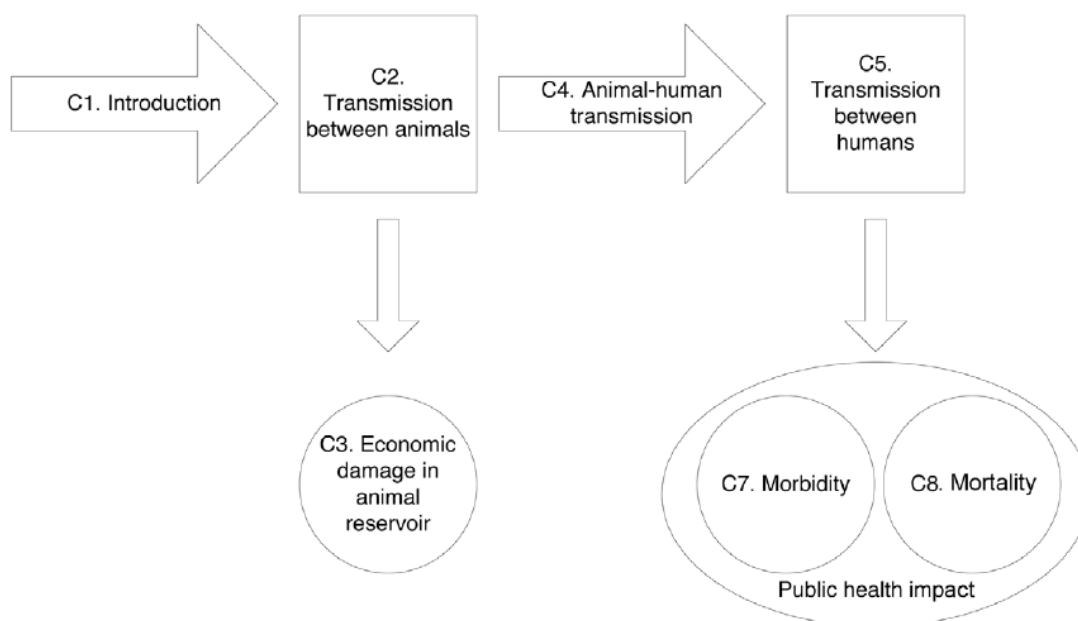 C1. Introduction
C2.
Transmission
between animals
C4. Animal-human
transmission
C5.
Transmission
between
humans
C3. Economic
damage in
animal
reservoir
C7. Morbidity
C8. Mortality
Public health impact